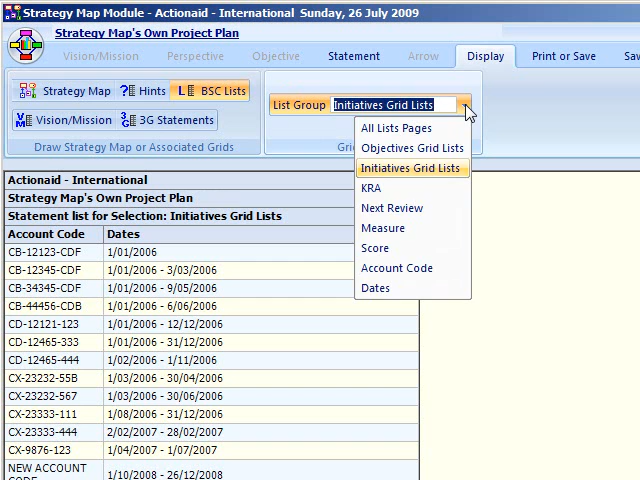 Strategy Map Module - Actionaid - International Sunday, 26 July 2009
Strategy Map's Own Project Plan
Vision/Mission Perspective Objective Statement Arrow Display Print or Save
Strategy Map ?≣ Hints L≣ BSC Lists
Vision/Mission 3G Statements
Draw Strategy Map or Associated Grids
List Group Initiatives Grid Lists
All Lists Pages
Objectives Grid Lists
Initiatives Grid Lists
KRA
Next Review
Measure
Score
Account Code
Dates
Actionaid - International
Strategy Map's Own Project Plan
Statement list for Selection: Initiatives Grid Lists
Account Code Dates
CB-12123-CDF 1/01/2006
CB-12345-CDF 1/01/2006 - 3/03/2006
CB-34345-CDF 1/01/2006 - 9/05/2006
CB-44456-CDB 1/01/2006 - 6/06/2006
CD-12121-123 1/01/2006 - 12/12/2006
CD-12465-333 1/01/2006 - 31/12/2006
CD-12465-444 1/02/2006 - 1/11/2006
CX-23232-55B 1/03/2006 - 30/04/2006
CX-23232-567 1/03/2006 - 30/06/2006
CX-23333-111 1/08/2006 - 31/12/2006
CX-23333-444 2/02/2007 - 28/02/2007
CX-9876-123 1/04/2007 - 1/07/2007
NEW ACCOUNT 1/10/2008 - 26/12/2008